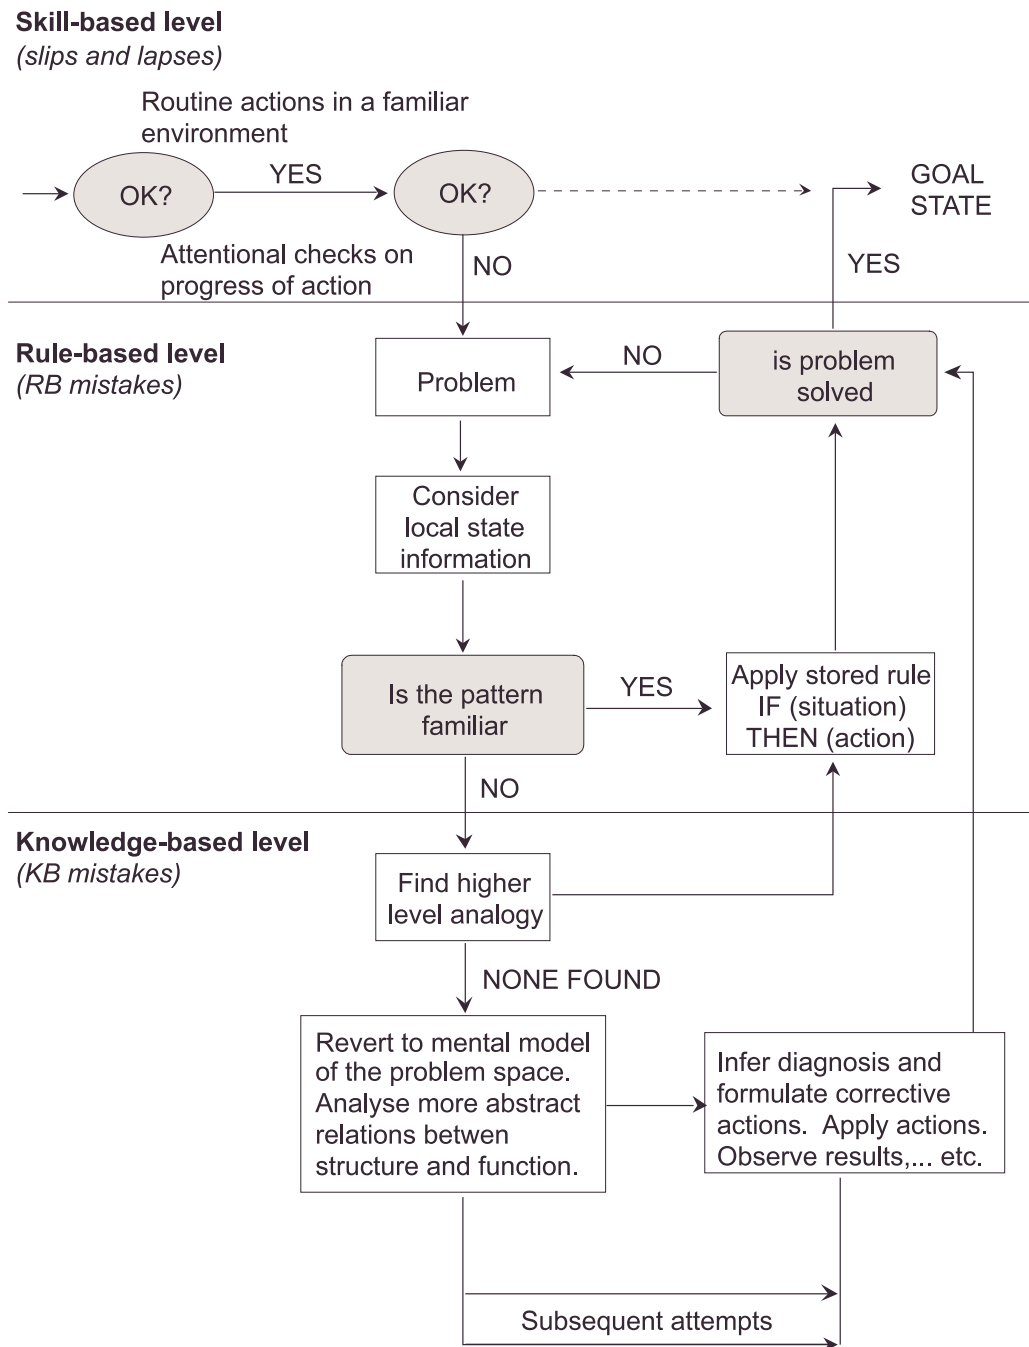 Skill-based level
(slips and lapses)
Routine actions in a familiar
environment
OK?
YES
OK?
GOAL
STATE
Attentional checks on
progress of action
NO
YES
Rule-based level
(RB mistakes)
Problem
NO
is problem
solved
Consider
local state
information
Is the pattern
familiar
YES
Apply stored rule
IF (situation)
THEN (action)
NO
Knowledge-based level
(KB mistakes)
Find higher
level analogy
NONE FOUND
Revert to mental model
of the problem space.
Analyse more abstract
relations betwen
structure and function.
Infer diagnosis and
formulate corrective
actions.  Apply actions.
Observe results,... etc.
Subsequent attempts